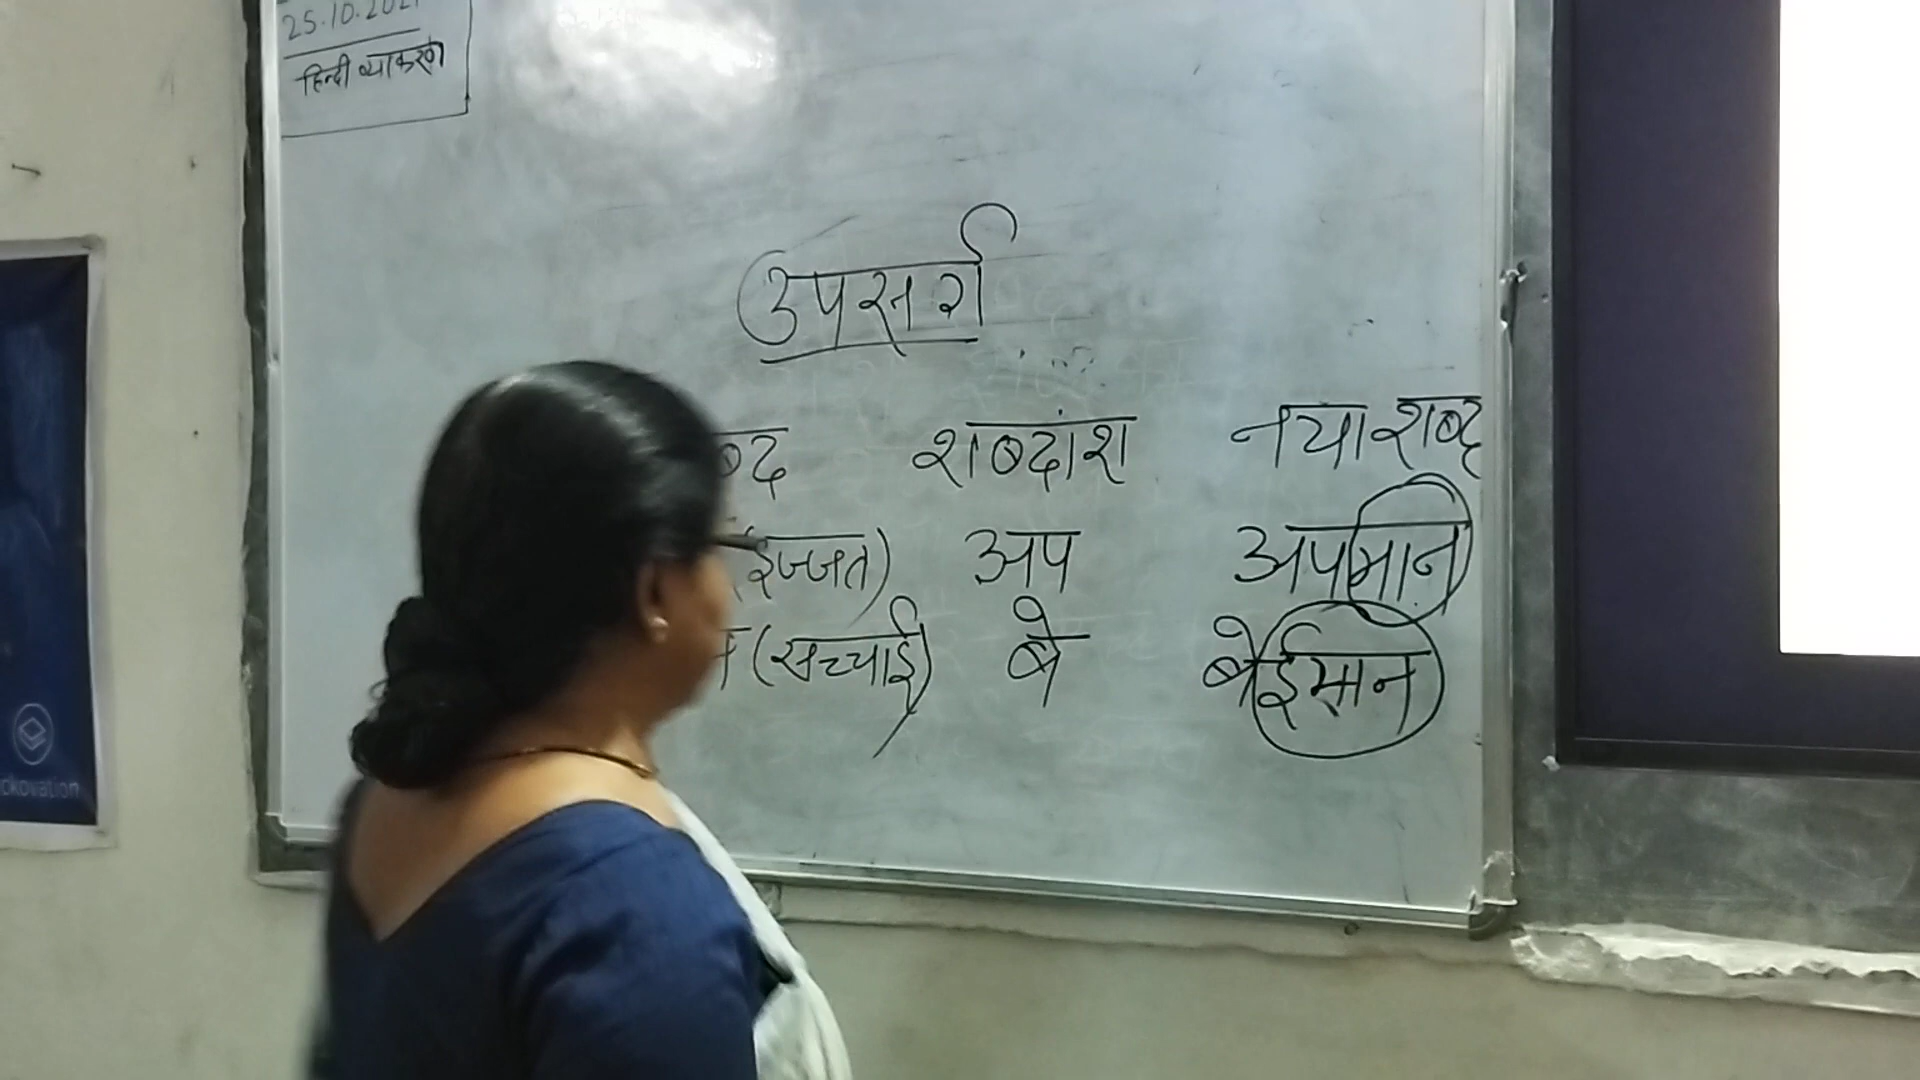 25.10.2021
हिन्दी व्याकरण
उपसर्ग
शब्दांश नया शब्द
(इज्जत) अप अपमान
(सच्चाई) बे बेईमान